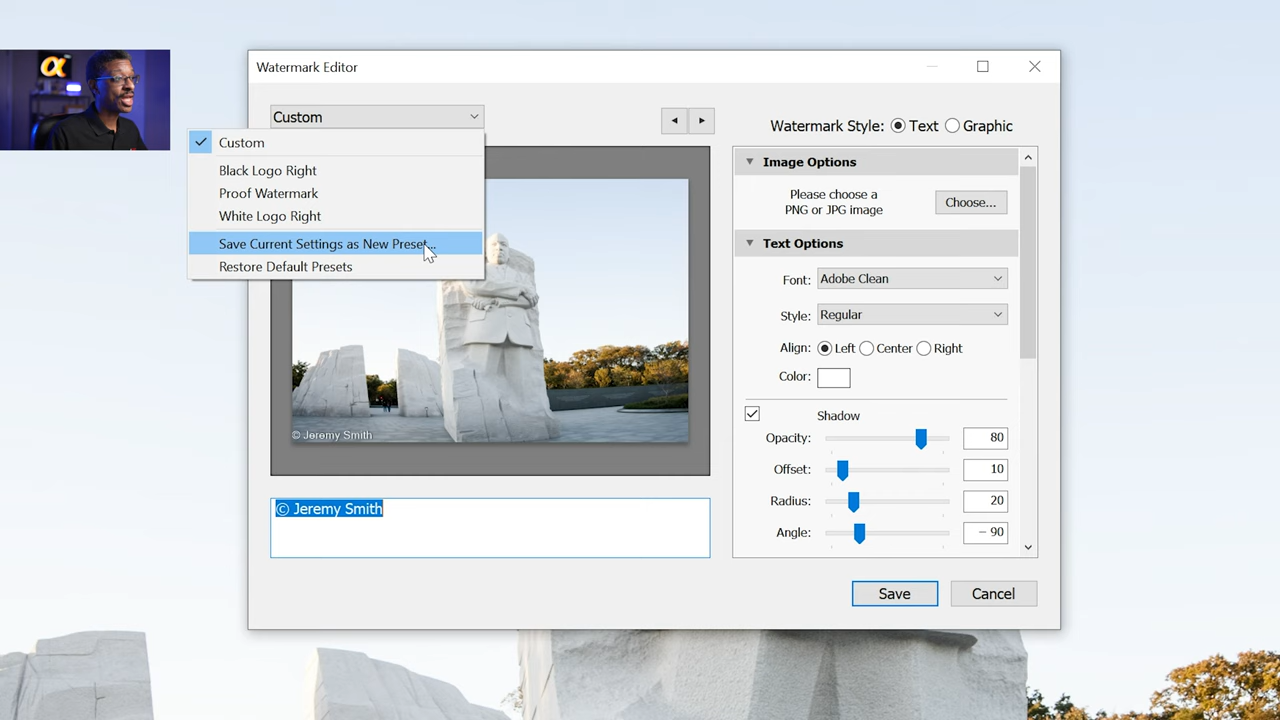 α
Watermark Editor
Custom
Custom
Black Logo Right
Proof Watermark
White Logo Right
Save Current Settings as New Preset...
Restore Default Presets
© Jeremy Smith
© Jeremy Smith
Watermark Style: Text Graphic
Image Options
Please choose a
PNG or JPG image
Choose...
Text Options
Font: Adobe Clean
Style: Regular
Align: Left Center Right
Color:
Shadow
Opacity: 80
Offset: 10
Radius: 20
Angle: – 90
Save Cancel